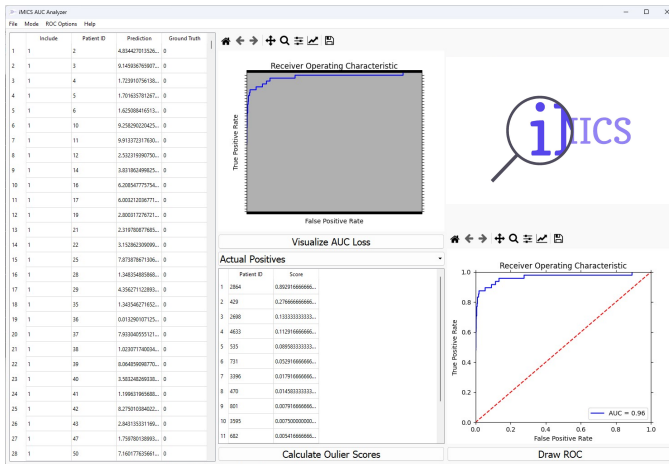 iMICS AUC Analyzer
File Mode ROC Options Help
Include Patient ID Prediction Ground Truth
1 1 2 4.834427013526... 0
2 1 3 9.145936765907... 0
3 1 4 1.723910756138... 0
4 1 5 1.701635781267... 0
5 1 6 1.625088416513... 0
6 1 10 9.258290220425... 0
7 1 11 9.913372317630... 0
8 1 12 2.532319390750... 0
9 1 14 3.831962499825... 0
10 1 16 6.208547775754... 0
11 1 17 6.003212036771... 0
12 1 19 2.800317276721... 0
13 1 21 2.319780877685... 0
14 1 22 3.152862309099... 0
15 1 25 7.873878671306... 0
16 1 28 1.348354885868... 0
17 1 29 4.356271122893... 0
18 1 35 1.343546271652... 0
19 1 36 0.013290107125... 0
20 1 37 7.933040555121... 0
21 1 38 1.023071740034... 0
22 1 39 8.064859098770... 0
23 1 40 3.583248269338... 0
24 1 41 1.199631965688... 0
25 1 42 8.275010384022... 0
26 1 43 2.843135331169... 0
27 1 47 1.759780138993... 0
28 1 50 7.160177635661... 0
Receiver Operating Characteristic
True Positive Rate
False Positive Rate
Visualize AUC Loss
Actual Positives
Patient ID Score
1 2864 0.892916666666...
2 429 0.276666666666...
3 2698 0.133333333333...
4 4633 0.112916666666...
5 535 0.089583333333...
6 731 0.052916666666...
7 3396 0.017916666666...
8 470 0.014583333333...
9 801 0.007916666666...
10 3595 0.007500000000...
11 682 0.005416666666...
Calculate Oulier Scores
iMICS
Receiver Operating Characteristic
True Positive Rate
1.0
0.8
0.6
0.4
0.2
0.0
AUC = 0.96
0.0 0.2 0.4 0.6 0.8 1.0
False Positive Rate
Draw ROC